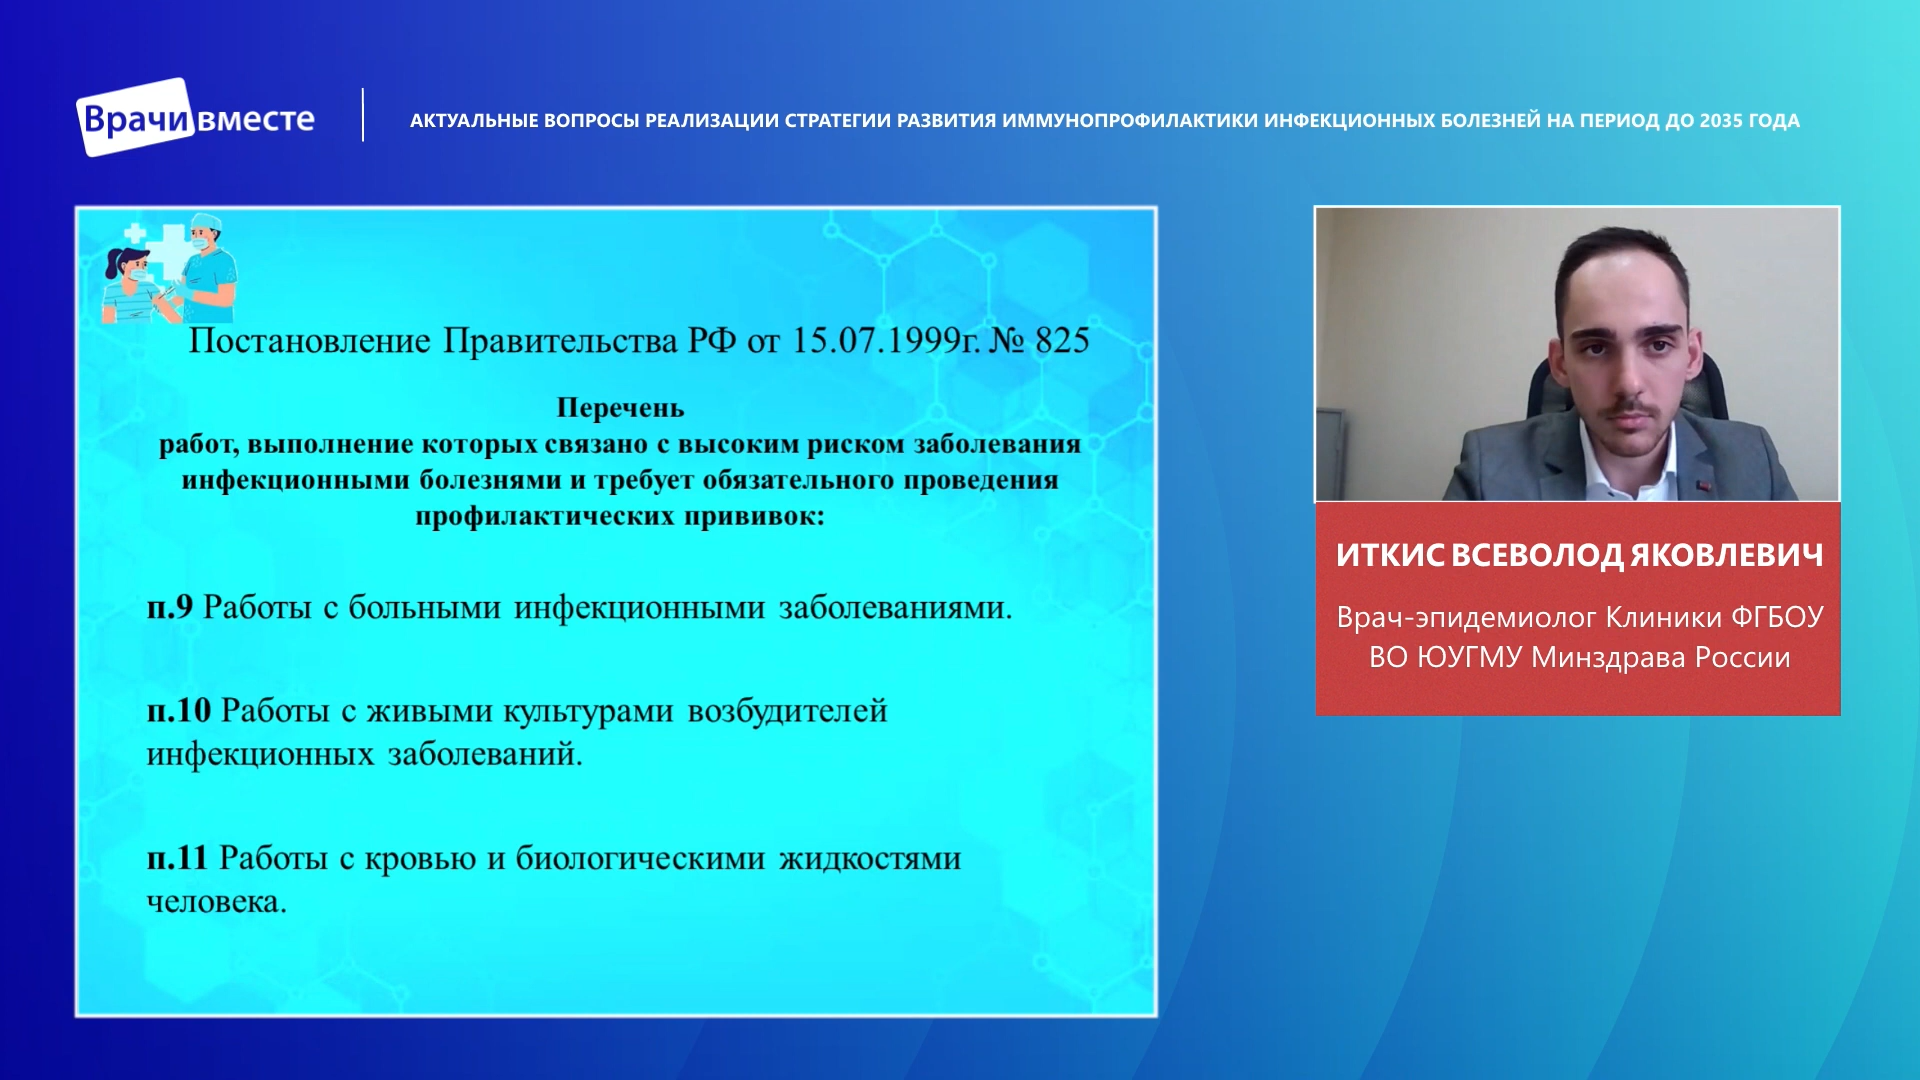 Врачи вместе
АКТУАЛЬНЫЕ ВОПРОСЫ РЕАЛИЗАЦИИ СТРАТЕГИИ РАЗВИТИЯ ИММУНОПРОФИЛАКТИКИ ИНФЕКЦИОННЫХ БОЛЕЗНЕЙ НА ПЕРИОД ДО 2035 ГОДА
Постановление Правительства РФ от 15.07.1999г. № 825
Перечень
работ, выполнение которых связано с высоким риском заболевания
инфекционными болезнями и требует обязательного проведения
профилактических прививок:
п.9 Работы с больными инфекционными заболеваниями.
п.10 Работы с живыми культурами возбудителей
инфекционных заболеваний.
п.11 Работы с кровью и биологическими жидкостями
человека.
ИТКИС ВСЕВОЛОД ЯКОВЛЕВИЧ
Врач-эпидемиолог Клиники ФГБОУ
ВО ЮУГМУ Минздрава России